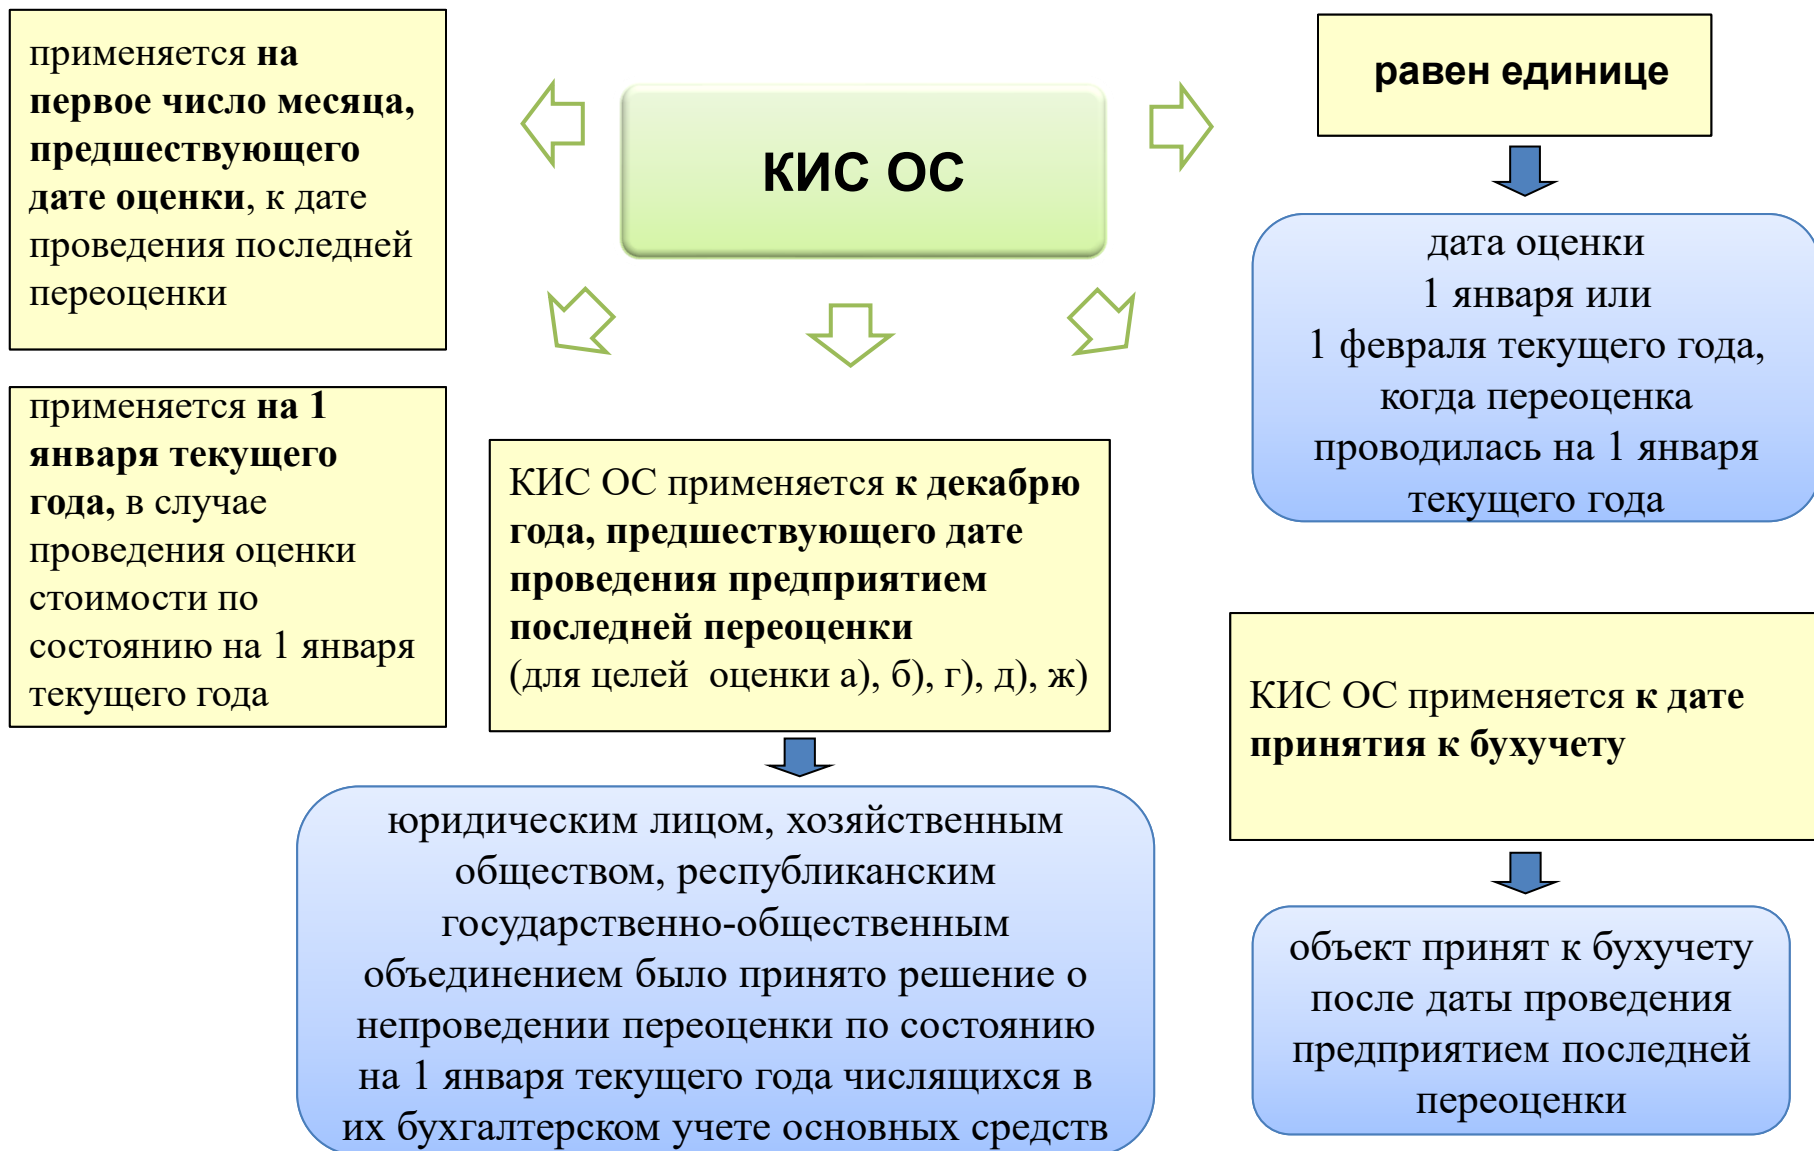 применяется на
первое число месяца,
предшествующего
дате оценки, к дате
проведения последней
переоценки
КИС ОС
равен единице
дата оценки
1 января или
1 февраля текущего года,
когда переоценка
проводилась на 1 января
текущего года
применяется на 1
января текущего
года, в случае
проведения оценки
стоимости по
состоянию на 1 января
текущего года
КИС ОС применяется к декабрю
года, предшествующего дате
проведения предприятием
последней переоценки
(для целей оценки а), б), г), д), ж)
юридическим лицом, хозяйственным
обществом, республиканским
государственно-общественным
объединением было принято решение о
непроведении переоценки по состоянию
на 1 января текущего года числящихся в
их бухгалтерском учете основных средств
КИС ОС применяется к дате
принятия к бухучету
объект принят к бухучету
после даты проведения
предприятием последней
переоценки